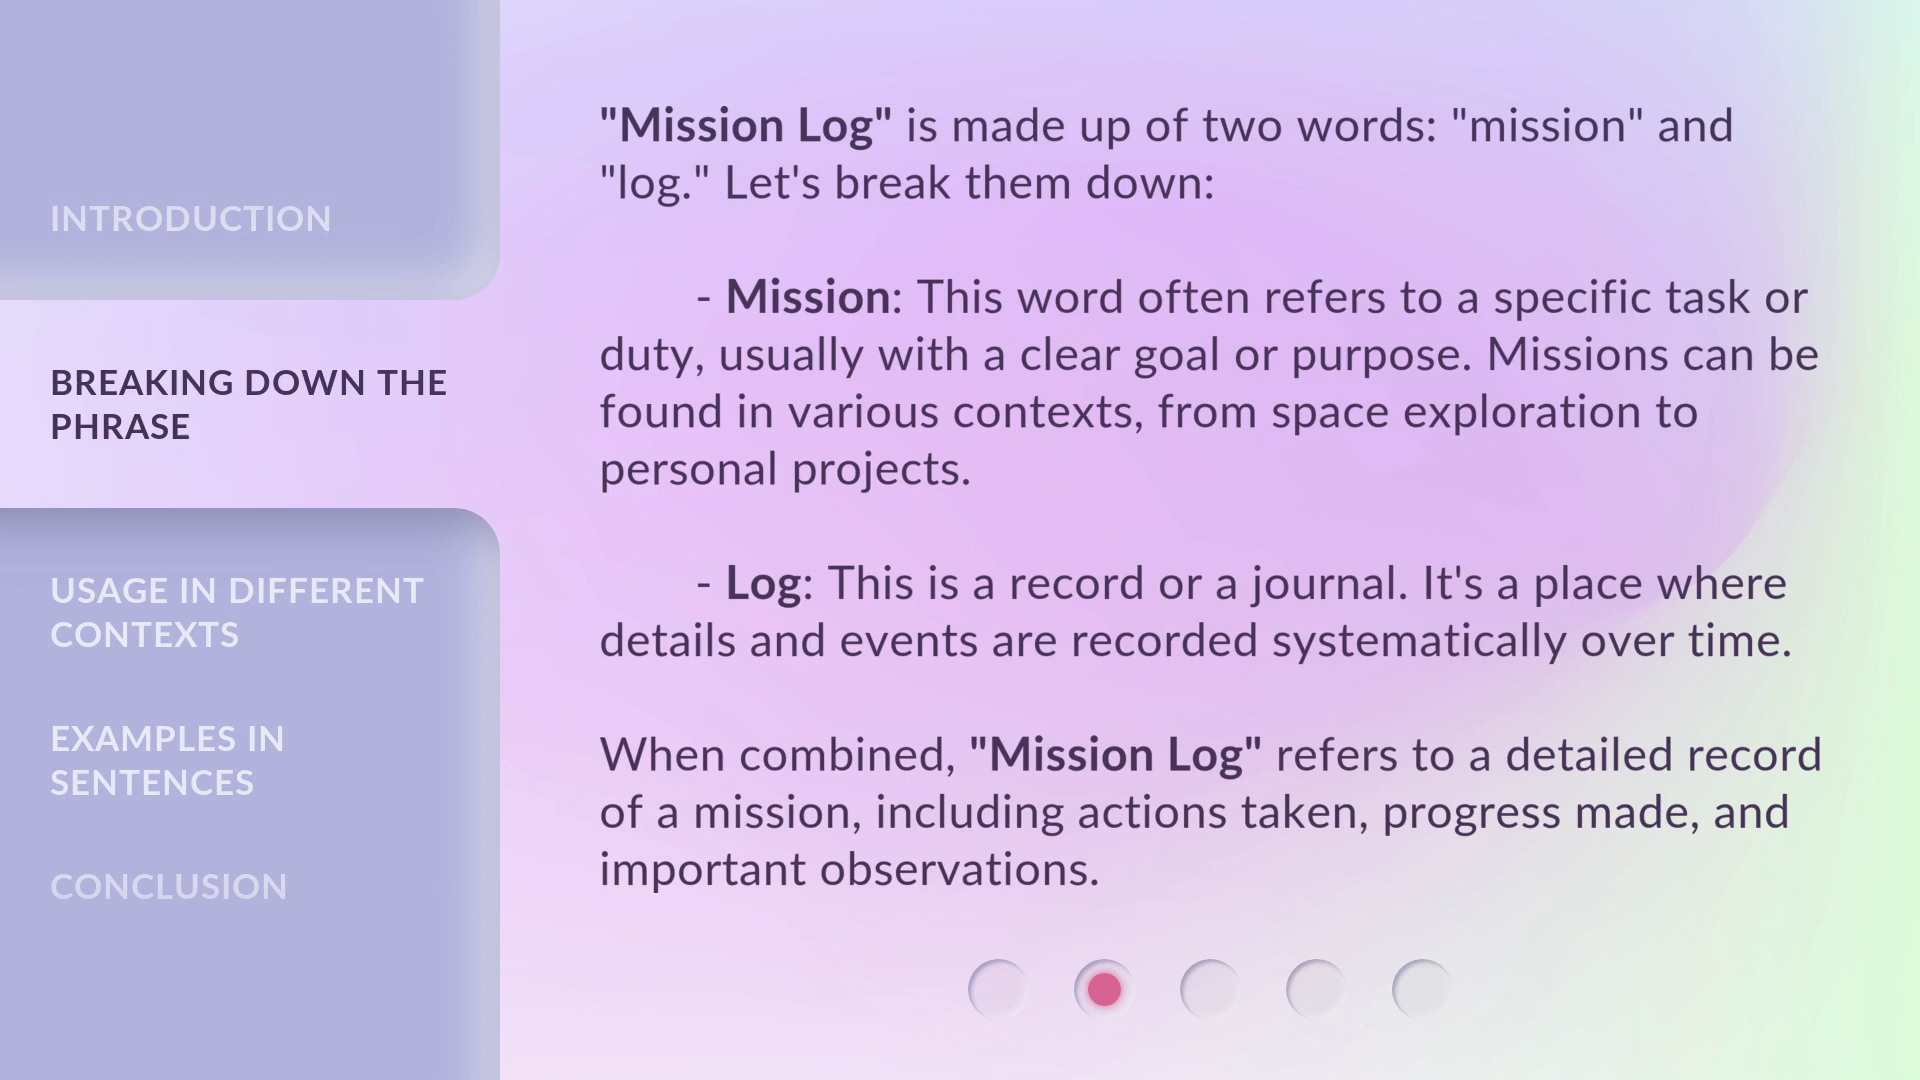 INTRODUCTION
BREAKING DOWN THE
PHRASE
USAGE IN DIFFERENT
CONTEXTS
EXAMPLES IN
SENTENCES
CONCLUSION
"Mission Log" is made up of two words: "mission" and
"log." Let's break them down:
- Mission: This word often refers to a specific task or
duty, usually with a clear goal or purpose. Missions can be
found in various contexts, from space exploration to
personal projects.
- Log: This is a record or a journal. It's a place where
details and events are recorded systematically over time.
When combined, "Mission Log" refers to a detailed record
of a mission, including actions taken, progress made, and
important observations.